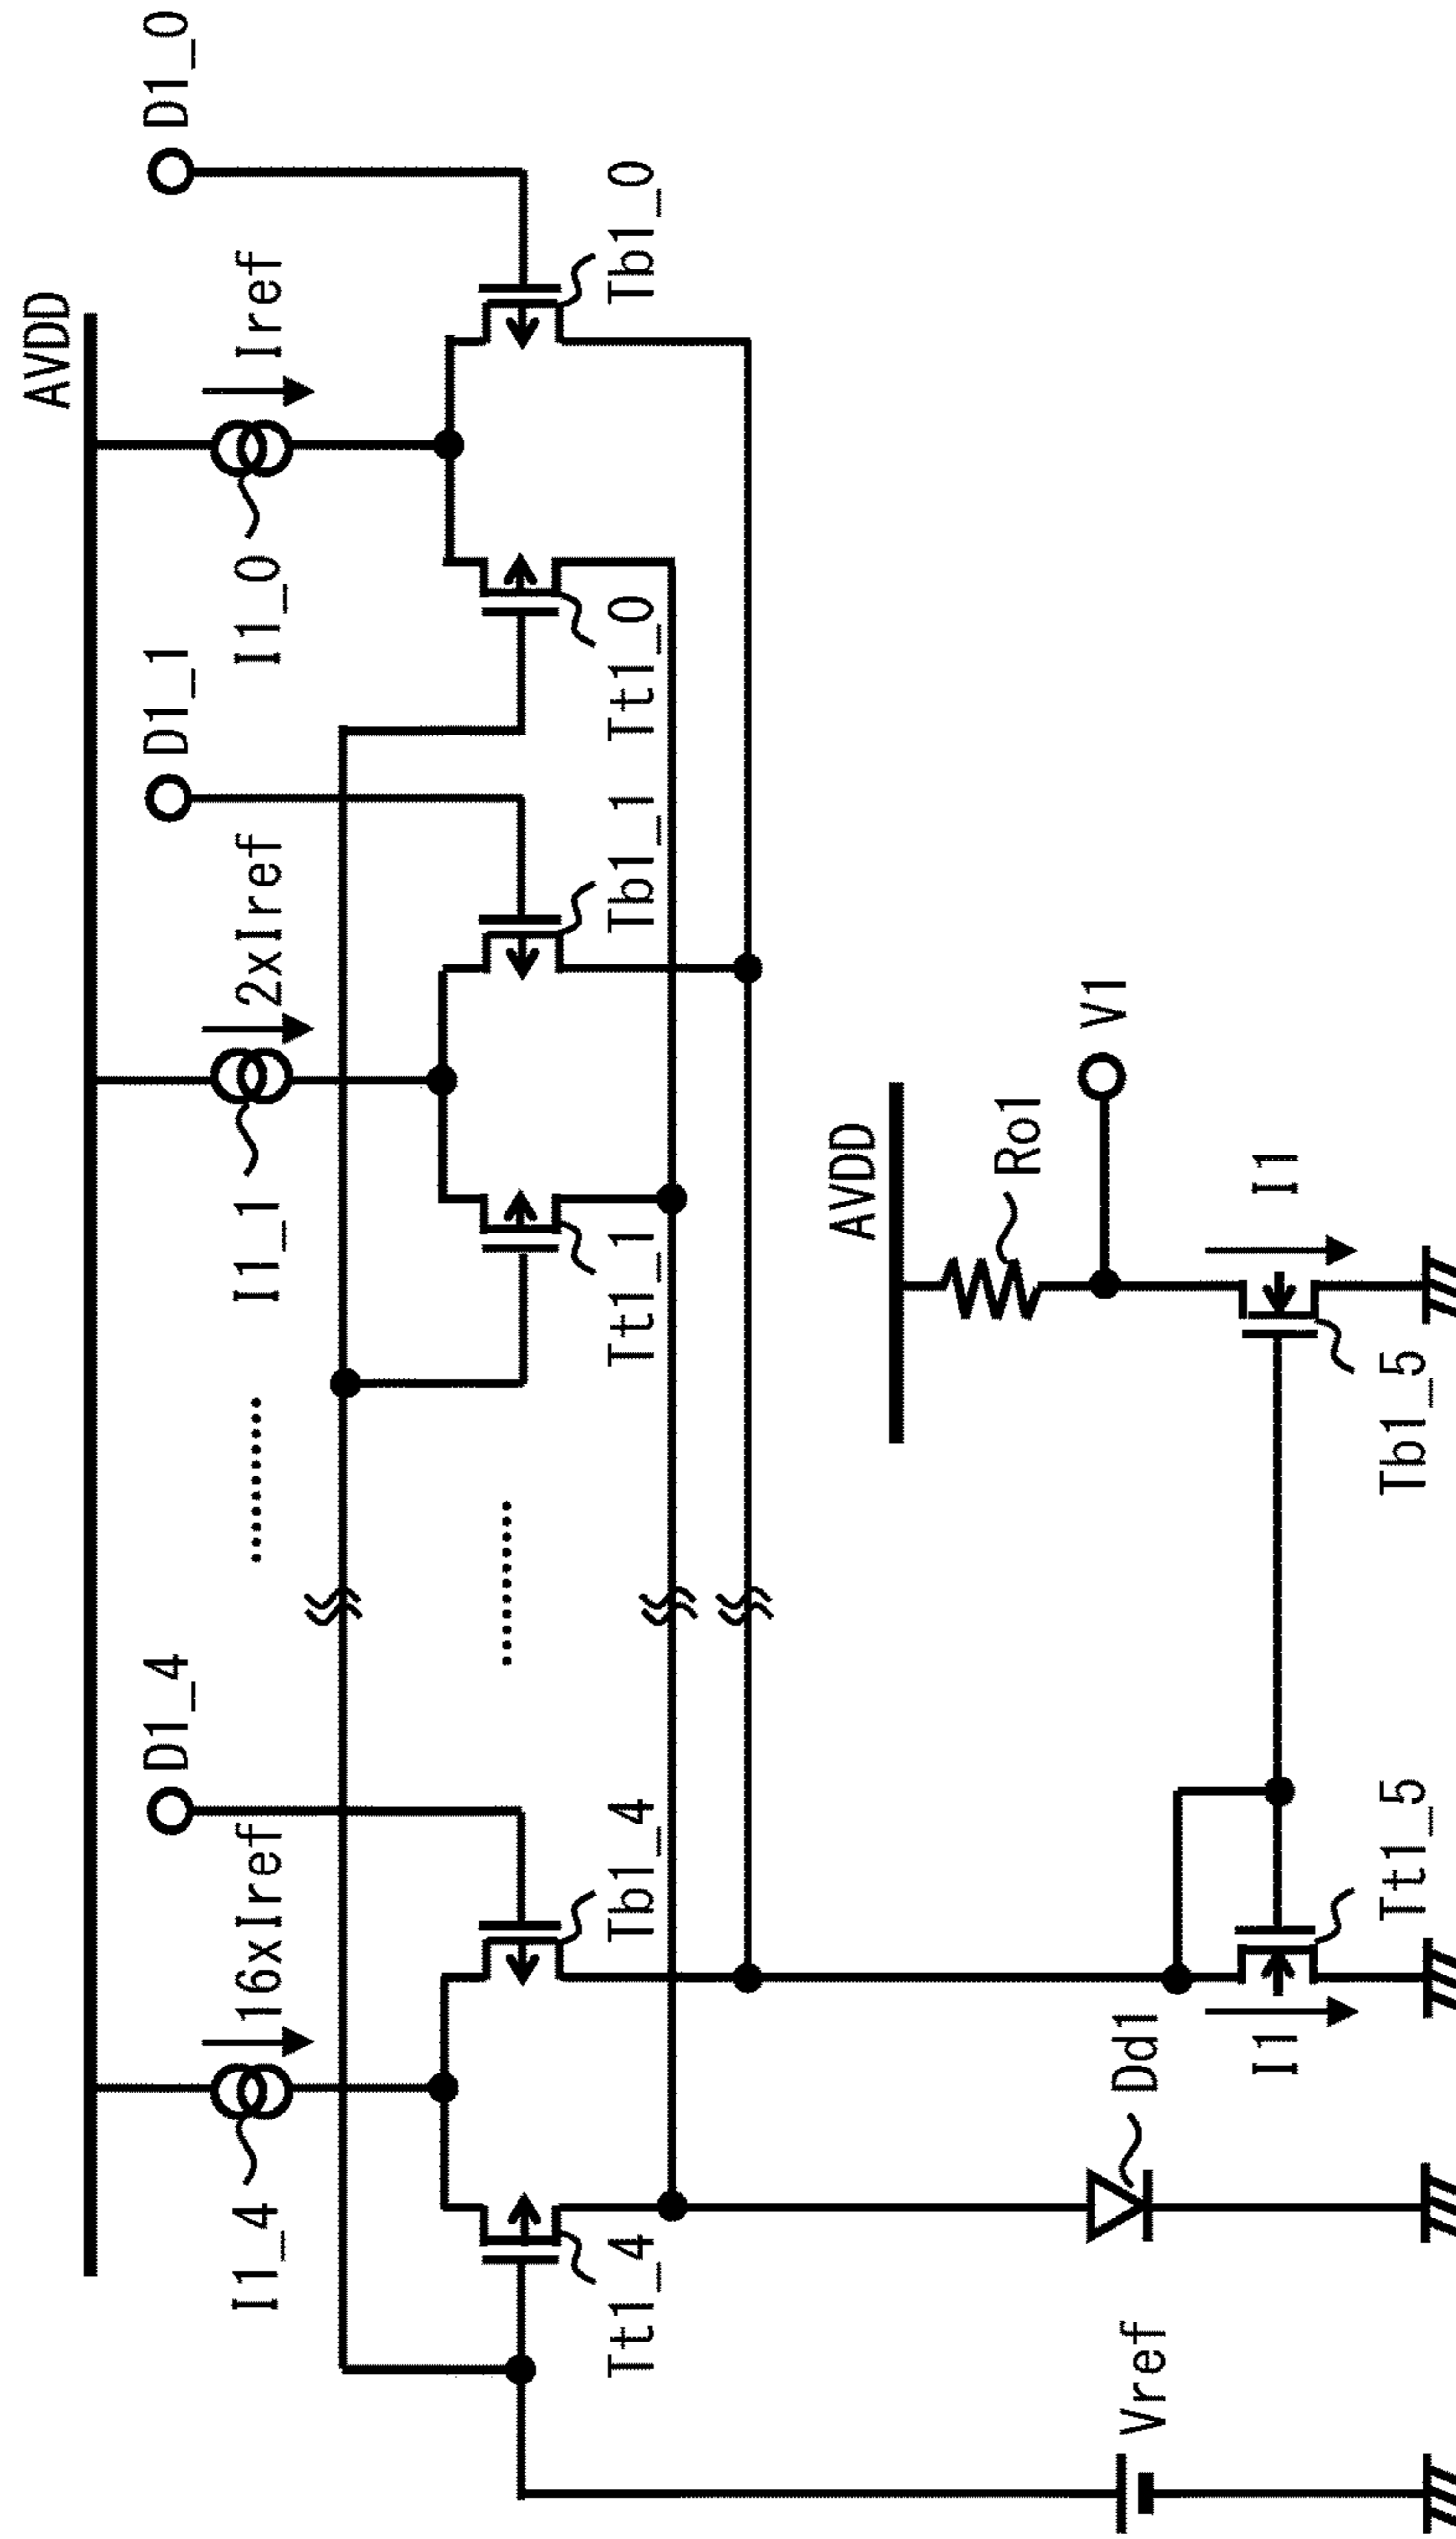 AVDD
D1_4
D1_1
D1_0
I1_4
16xIref
I1_1
2xIref
I1_0
Iref
..........
...........
Tt1_4
Tb1_4
Tt1_1
Tb1_1
Tt1_0
Tb1_0
AVDD
Ro1
V1
Vref
Dd1
I1
I1
Tt1_5
Tb1_5